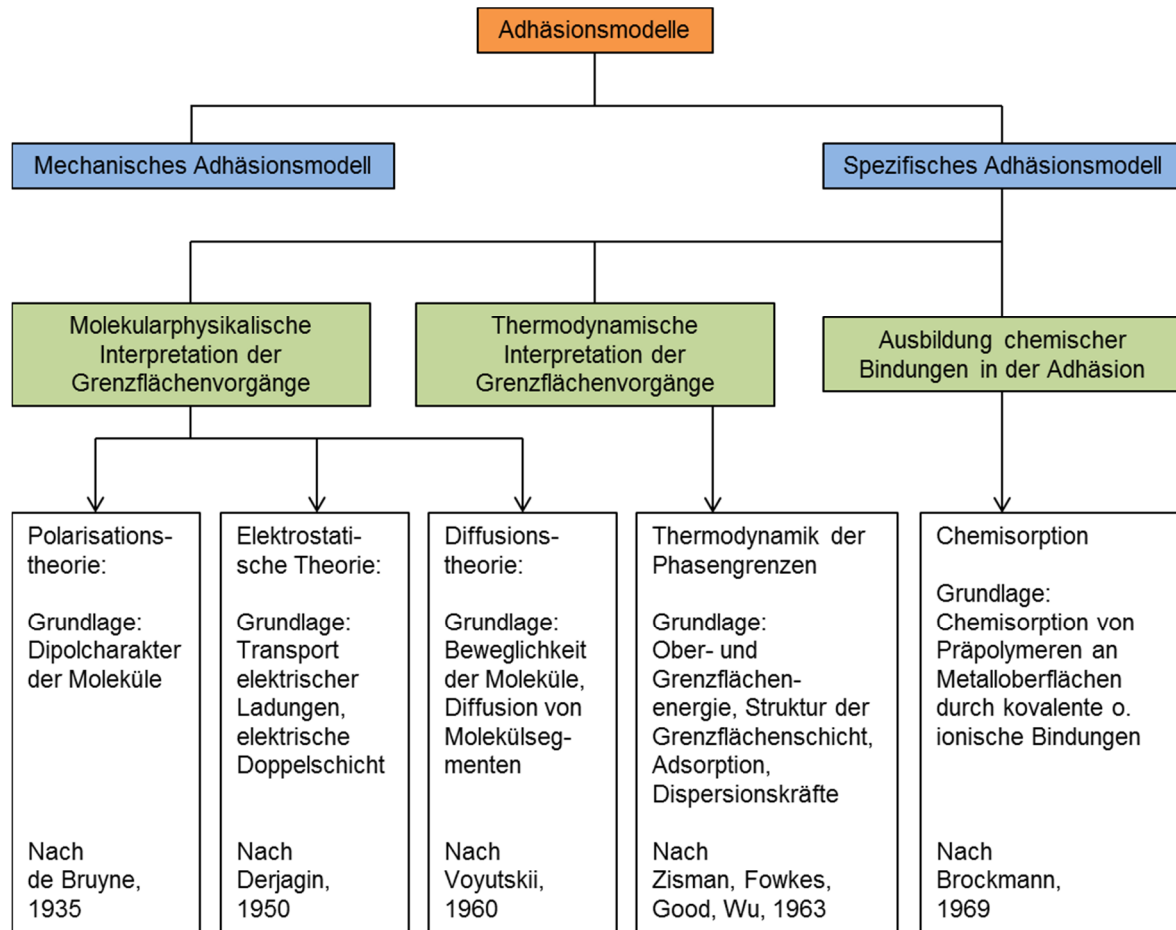 Adhäsionsmodelle
Mechanisches Adhäsionsmodell
Spezifisches Adhäsionsmodell
Molekularphysikalische
Interpretation der
Grenzflächenvorgänge
Thermodynamische
Interpretation der
Grenzflächenvorgänge
Ausbildung chemischer
Bindungen in der Adhäsion
Polarisations-
theorie:
Grundlage:
Dipolcharakter
der Moleküle
Nach
de Bruyne,
1935
Elektrostati-
sche Theorie:
Grundlage:
Transport
elektrischer
Ladungen,
elektrische
Doppelschicht
Nach
Derjagin,
1950
Diffusions-
theorie:
Grundlage:
Beweglichkeit
der Moleküle,
Diffusion von
Molekülseg-
menten
Nach
Voyutskii,
1960
Thermodynamik der
Phasengrenzen
Grundlage:
Ober- und
Grenzflächen-
energie, Struktur der
Grenzflächenschicht,
Adsorption,
Dispersionskräfte
Nach
Zisman, Fowkes,
Good, Wu, 1963
Chemisorption
Grundlage:
Chemisorption von
Präpolymeren an
Metalloberflächen
durch kovalente o.
ionische Bindungen
Nach
Brockmann,
1969